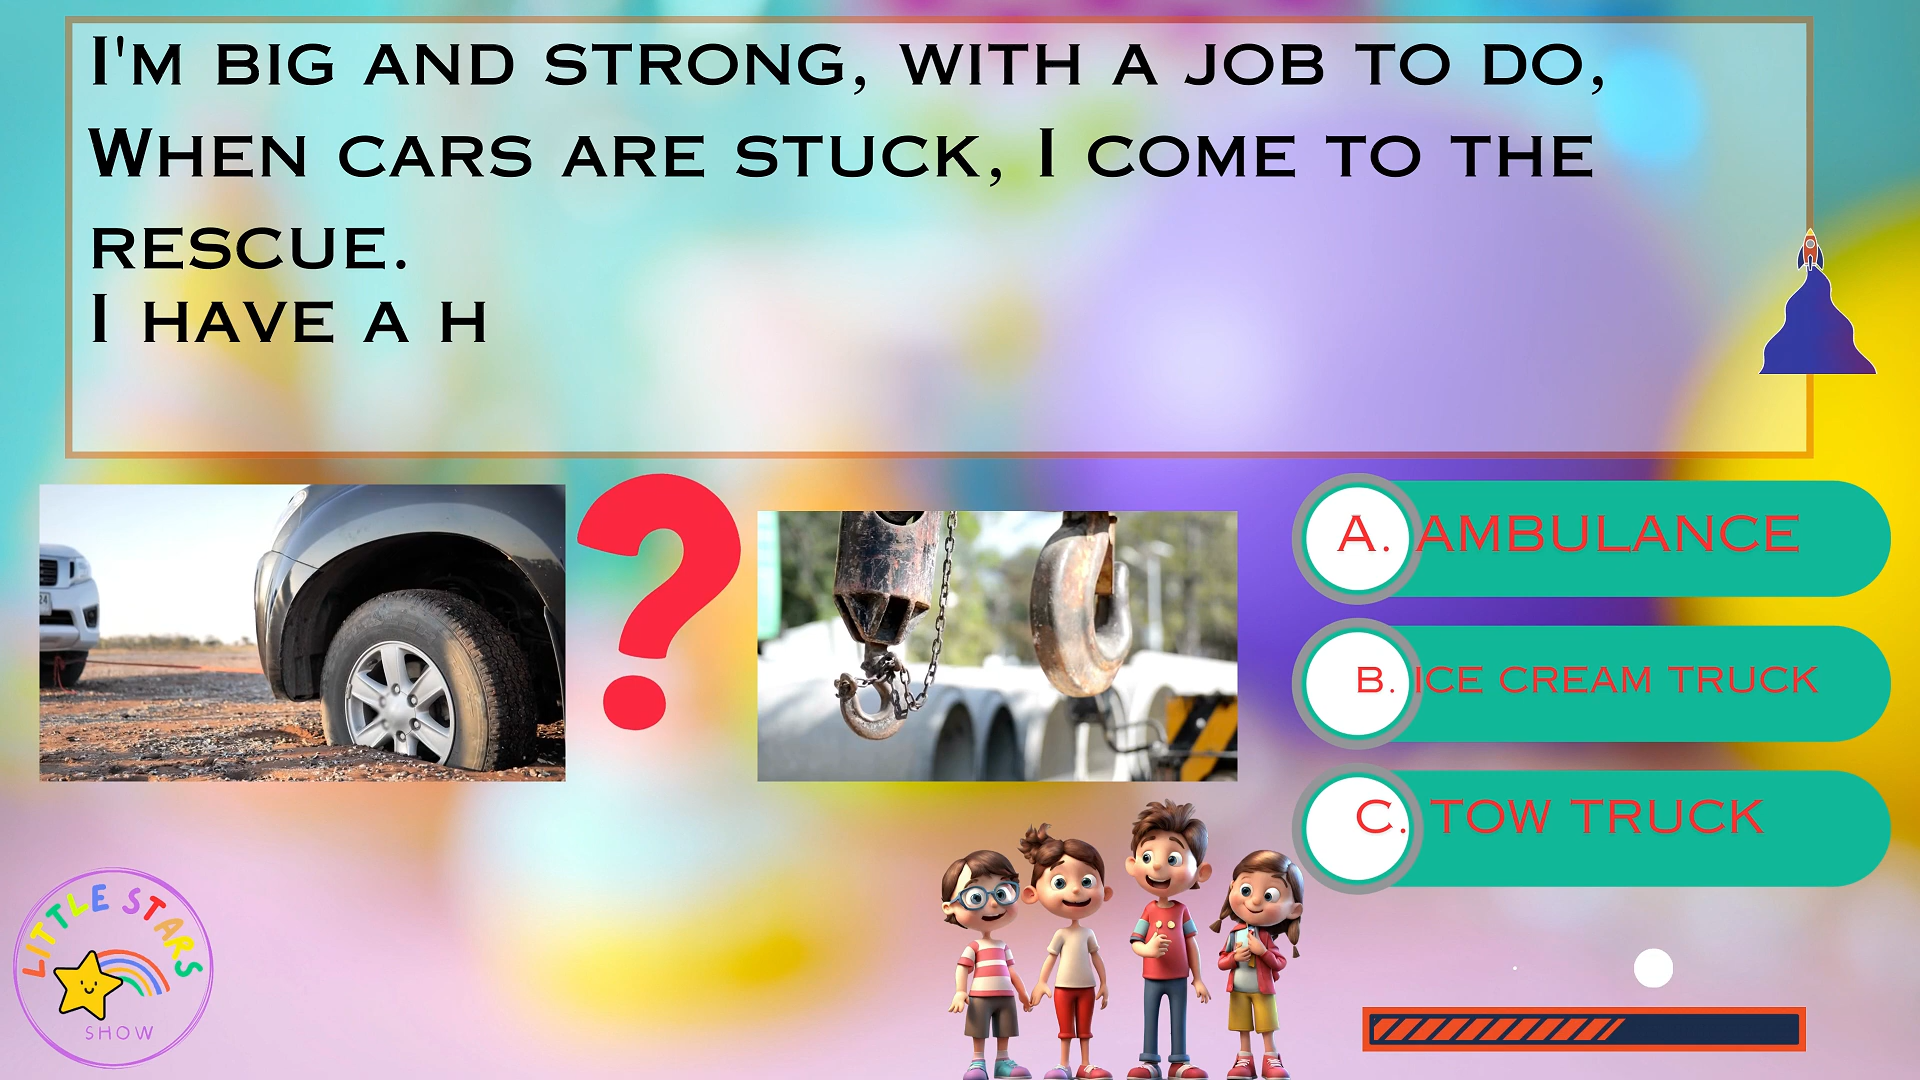 I'm big and strong, with a job to do,
When cars are stuck, I come to the
rescue.
I have a h
A. AMBULANCE
B. ICE CREAM TRUCK
C. TOW TRUCK
LITTLE STARS
SHOW